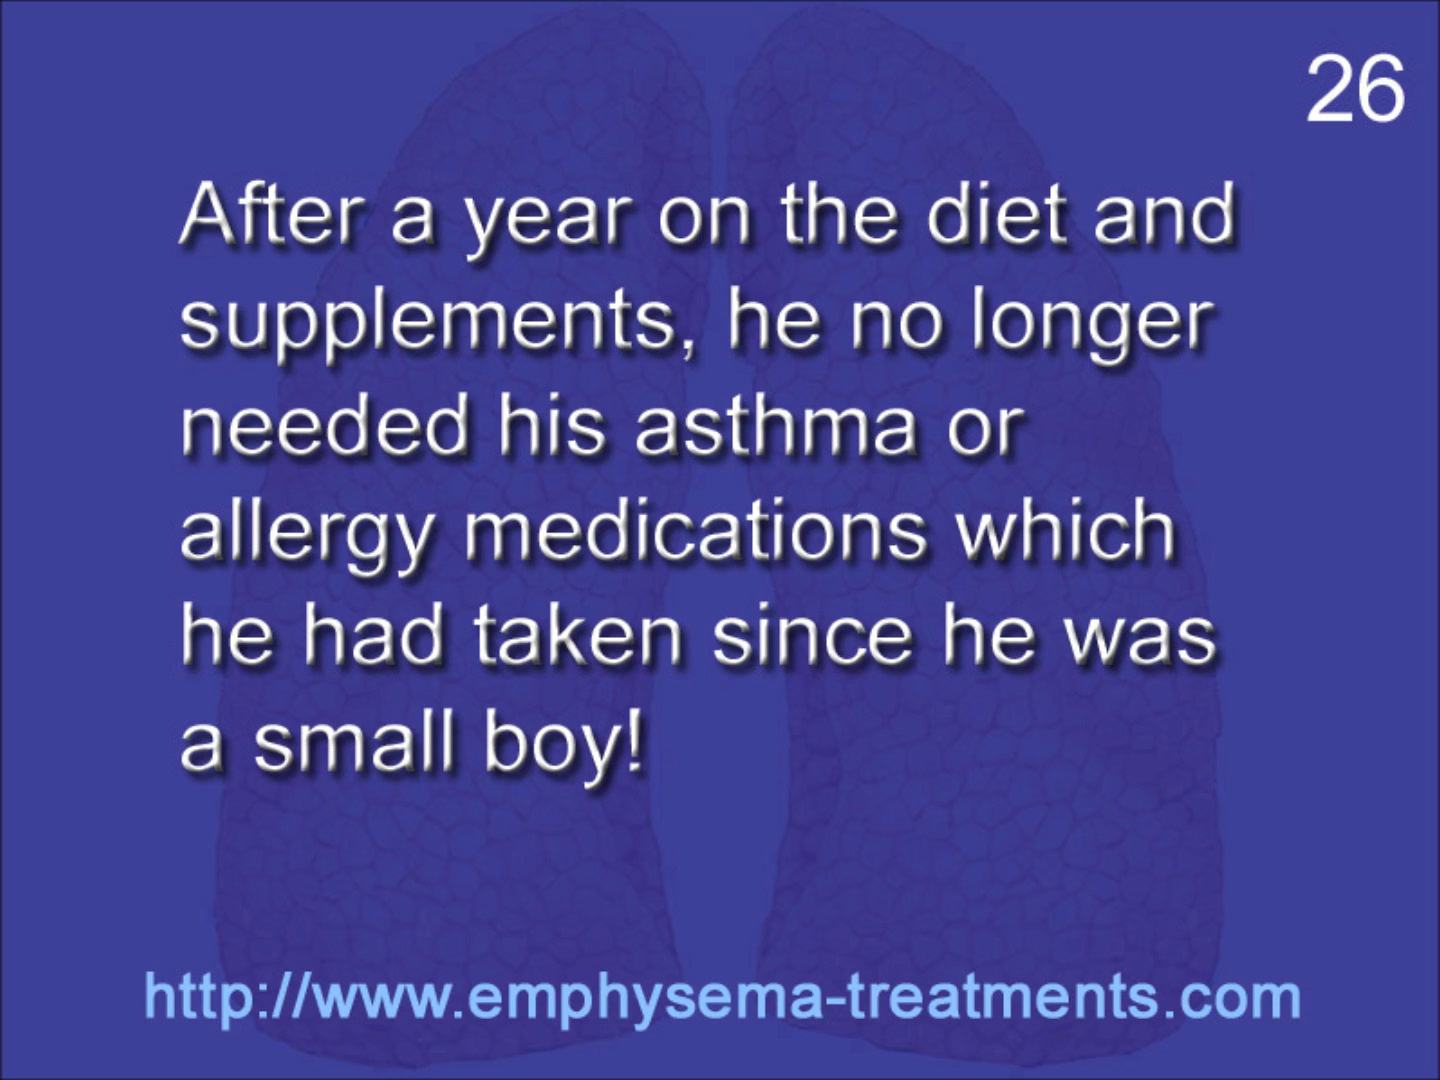 26
After a year on the diet and
supplements, he no longer
needed his asthma or
allergy medications which
he had taken since he was
a small boy!
http://www.emphysema-treatments.com